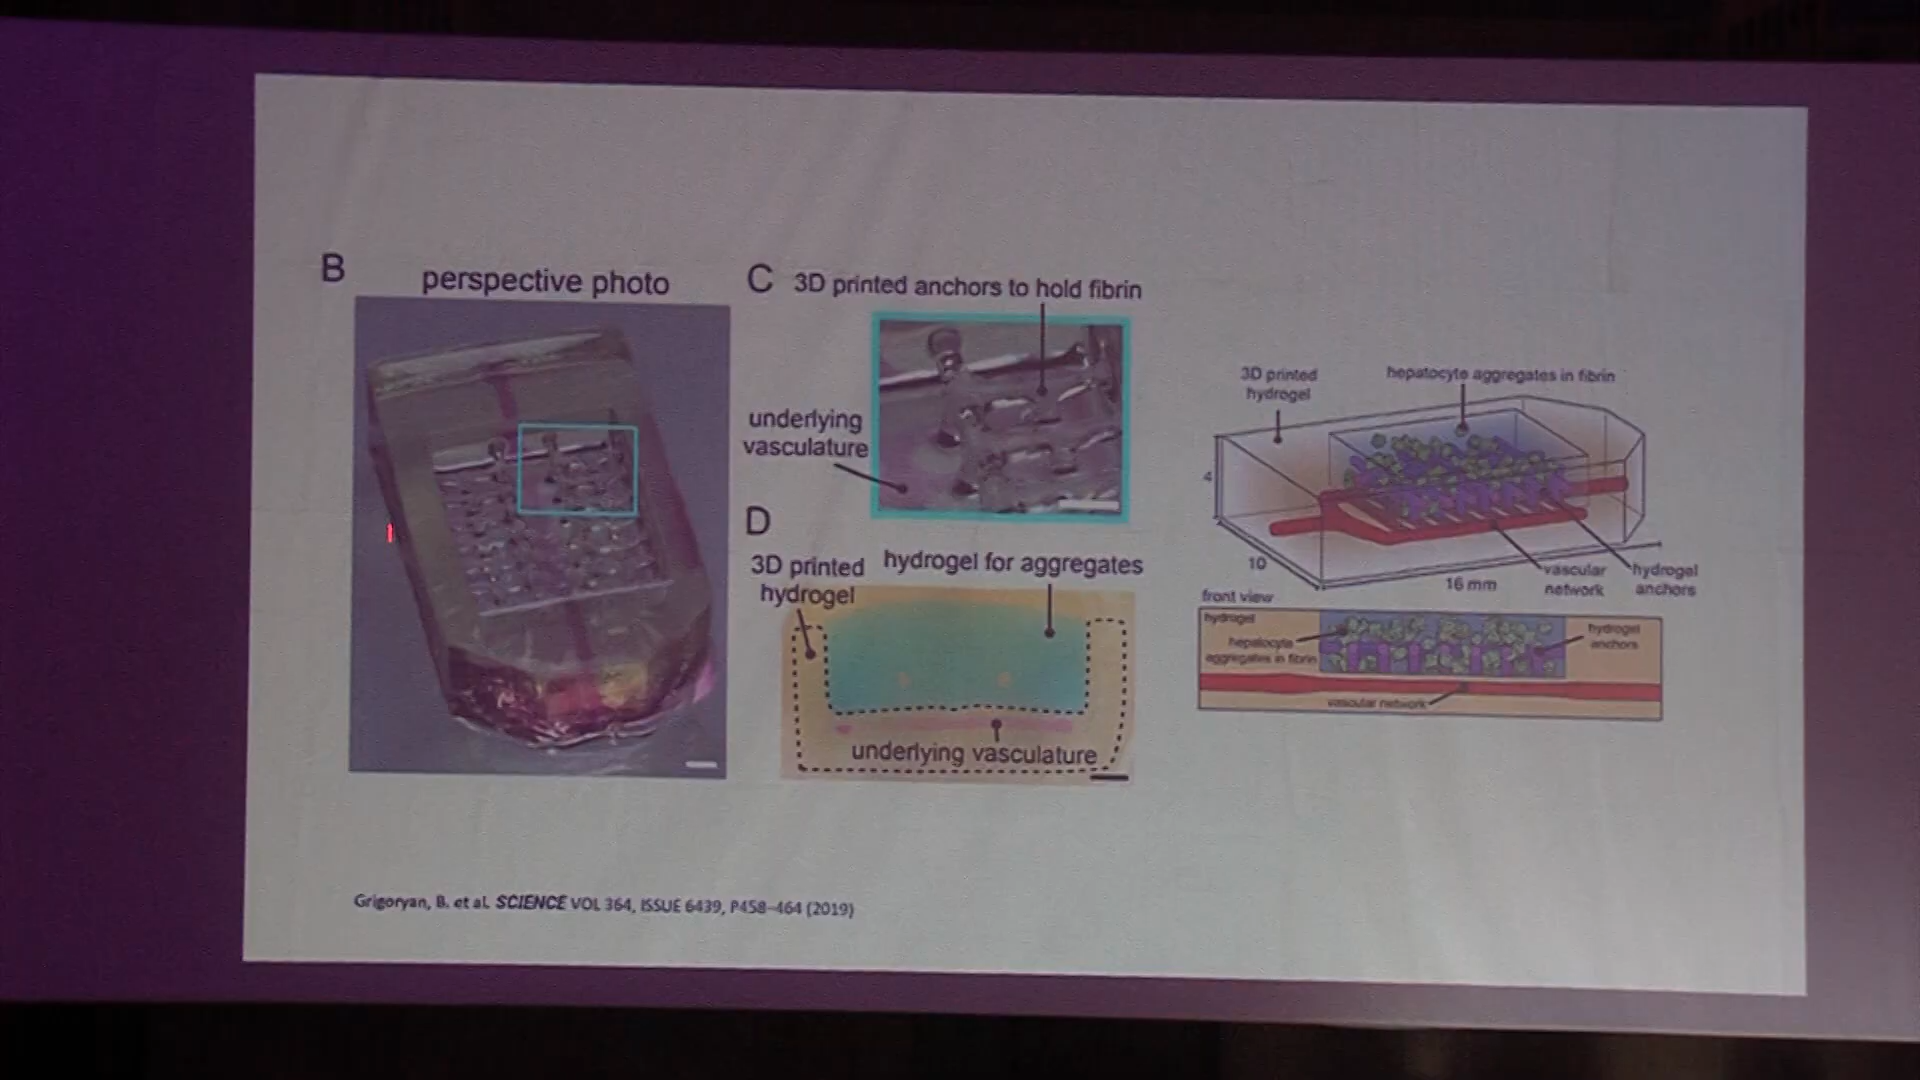 B
perspective photo
C
3D printed anchors to hold fibrin
underlying
vasculature
D
3D printed
hydrogel
hydrogel for aggregates
underlying vasculature
3D printed
hydrogel
hepatocyte aggregates in fibrin
4
10
16 mm
vascular
network
hydrogel
anchors
front view
hydrogel
hepatocyte
aggregates in fibrin
hydrogel
anchors
vascular network
Grigoryan, B. et al. SCIENCE VOL 364, ISSUE 6439, P458-464 (2019)